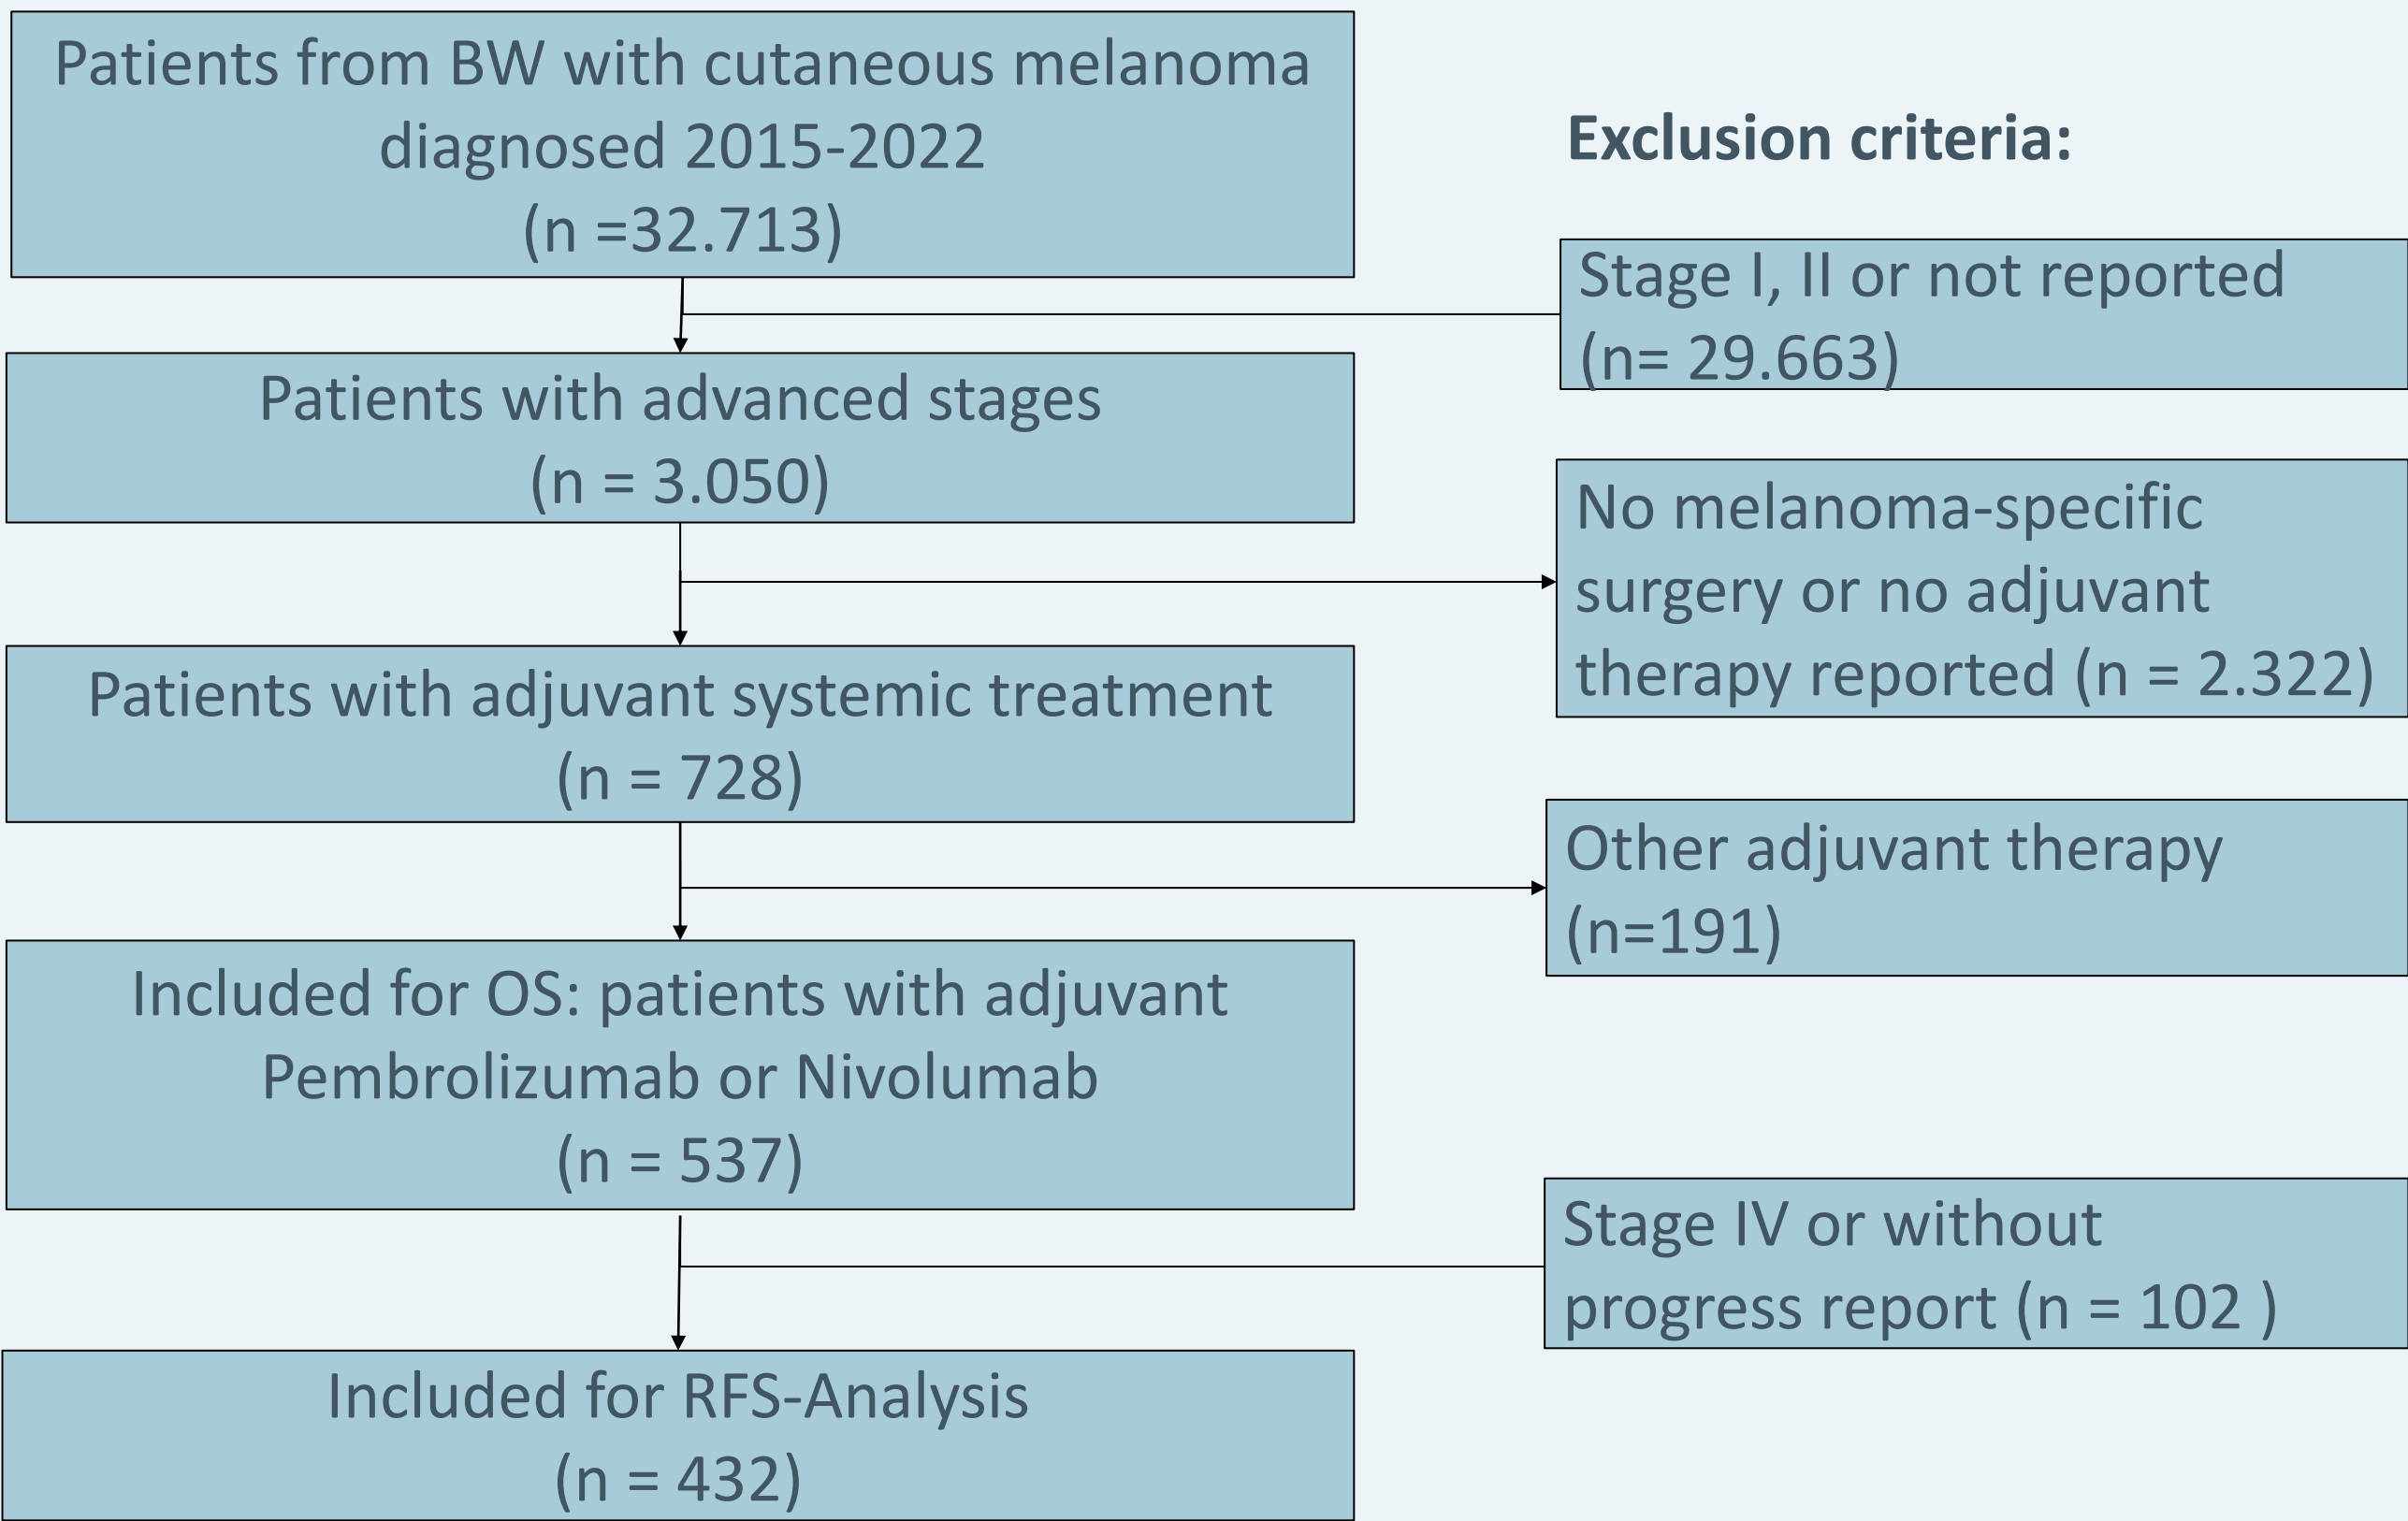 Patients from BW with cutaneous melanoma
diagnosed 2015-2022
(n =32.713)
Exclusion criteria:
Stage I, II or not reported
(n= 29.663)
Patients with advanced stages
(n = 3.050)
No melanoma-specific
surgery or no adjuvant
therapy reported (n = 2.322)
Patients with adjuvant systemic treatment
(n = 728)
Other adjuvant therapy
(n=191)
Included for OS: patients with adjuvant
Pembrolizumab or Nivolumab
(n = 537)
Stage IV or without
progress report (n = 102 )
Included for RFS-Analysis
(n = 432)